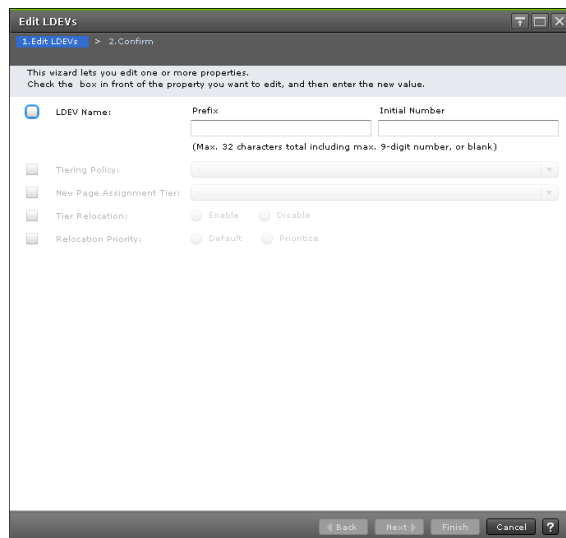 Edit LDEVs
1.Edit LDEVs > 2.Confirm
This wizard lets you edit one or more properties.
Check the box in front of the property you want to edit, and then enter the new value.
LDEV Name: Prefix Initial Number
(Max. 32 characters total including max. 9-digit number, or blank)
Tiering Policy: -
New Page Assignment Tier: -
Tier Relocation: Enable Disable
Relocation Priority: Default Prioritize
Back Next Finish Cancel ?